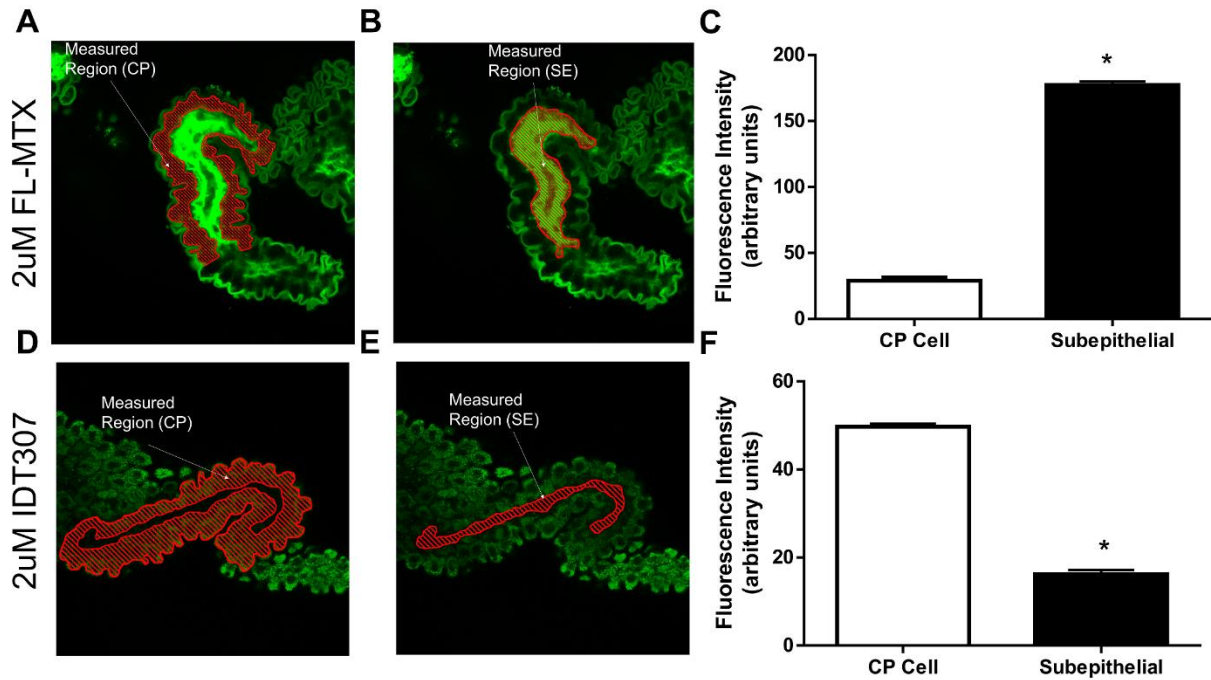 A
Measured
Region (CP)
2uM FL-MTX
B
Measured
Region (SE)
C
Fluorescence Intensity
(arbitrary units)
200
150
100
50
0
*
CP Cell
Subepithelial
D
Measured
Region (CP)
2uM IDT307
E
Measured
Region (SE)
F
Fluorescence Intensity
(arbitrary units)
60
40
20
0
*
CP Cell
Subepithelial